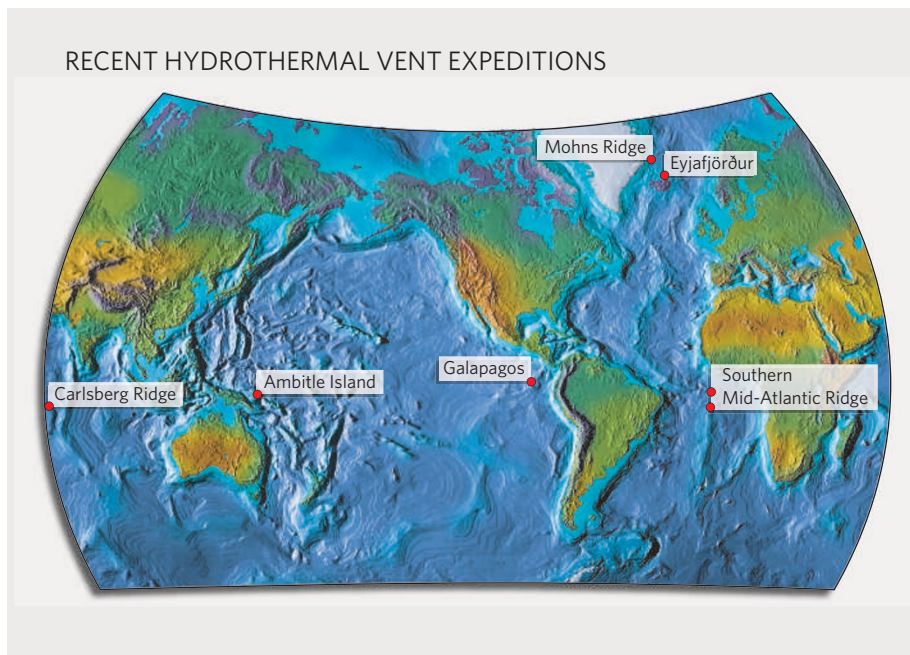 RECENT HYDROTHERMAL VENT EXPEDITIONS
Mohns Ridge
Eyjafjörður
Galapagos
Southern
Mid-Atlantic Ridge
Ambitle Island
Carlsberg Ridge